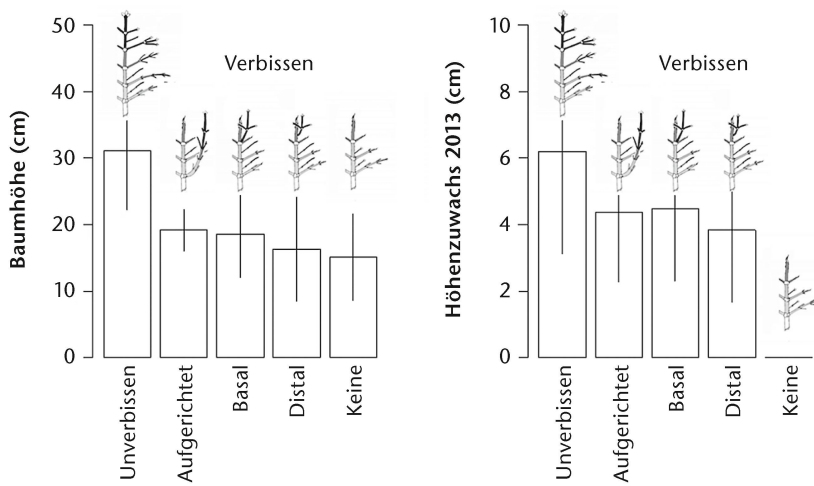 Baumhöhe (cm)
50
40
30
20
10
0
Verbissen
Unverbissen
Aufgerichtet
Basal
Distal
Keine
Höhenzuwachs 2013 (cm)
10
8
6
4
2
0
Verbissen
Unverbissen
Aufgerichtet
Basal
Distal
Keine